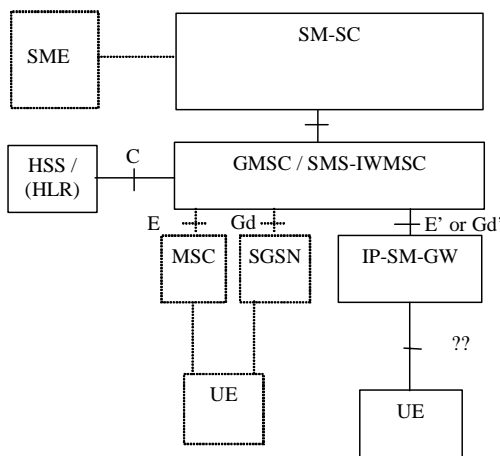 SME
SM-SC
HSS /
(HLR)
C
GMSC / SMS-IWMSC
E
Gd
E’ or Gd’
MSC
SGSN
IP-SM-GW
??
UE
UE